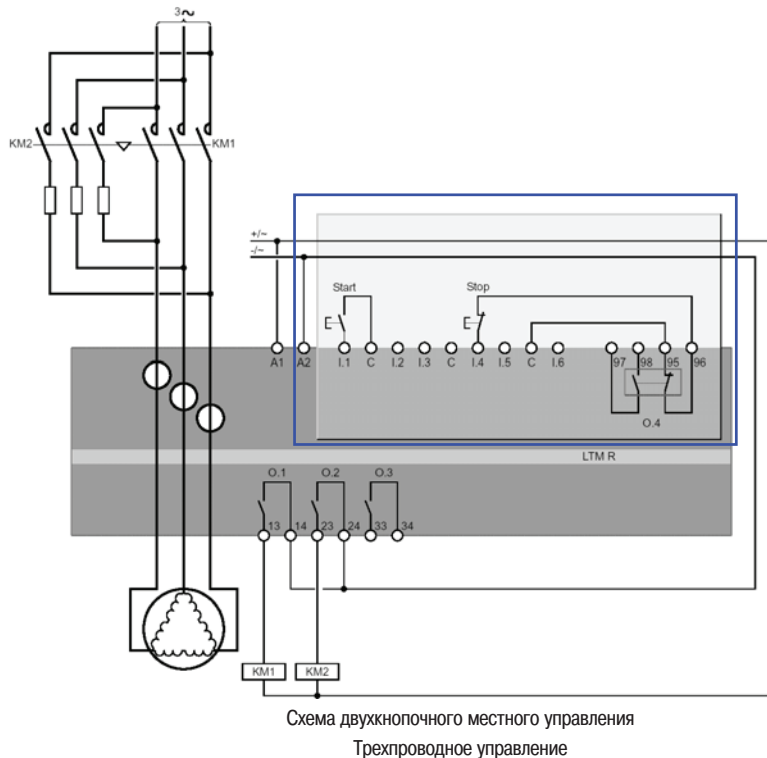 3~
KM2
KM1
+/~
-/~
Start
Stop
A1
A2
I.1
C
I.2
I.3
C
I.4
I.5
C
I.6
97
98
95
96
O.4
LTM R
O.1
O.2
O.3
13
14
23
24
33
34
KM1
KM2
Схема двухкнопочного местного управления
Трехпроводное управление